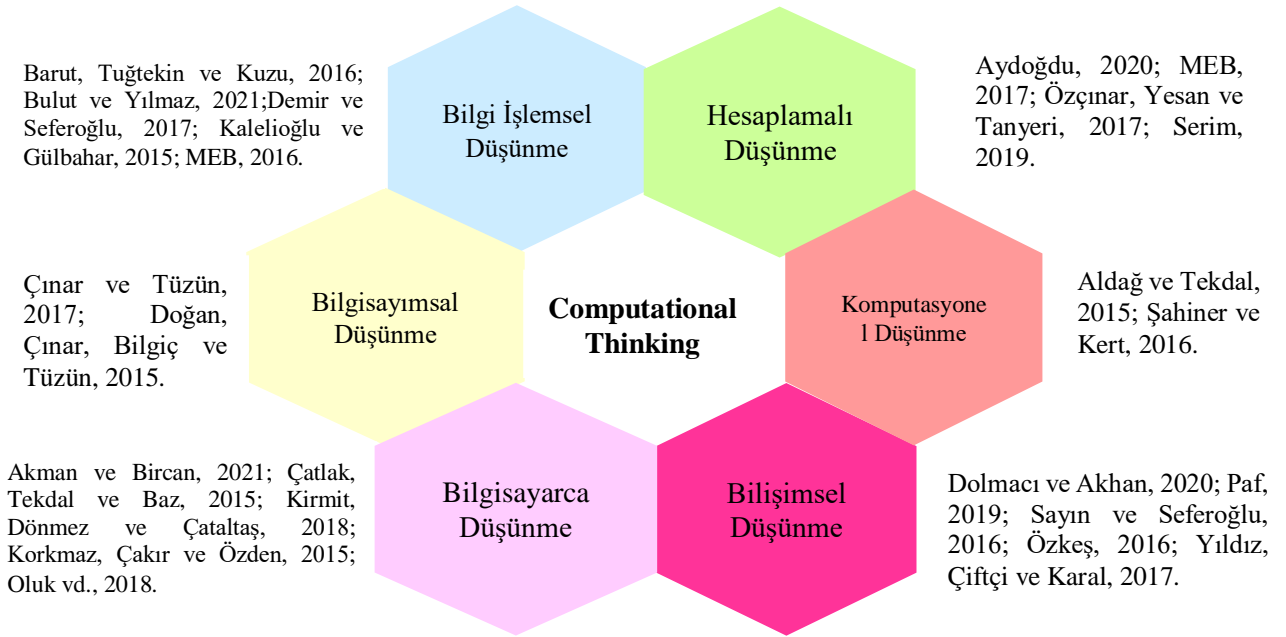 Barut, Tuğtekin ve Kuzu, 2016;
Bulut ve Yılmaz, 2021;Demir ve
Seferoğlu, 2017; Kalelioğlu ve
Gülbahar, 2015; MEB, 2016.
Bilgi İşlemsel
Düşünme
Hesaplamalı
Düşünme
Aydoğdu, 2020; MEB,
2017; Özçınar, Yesan ve
Tanyeri, 2017; Serim,
2019.
Çınar ve Tüzün,
2017; Doğan,
Çınar, Bilgiç ve
Tüzün, 2015.
Bilgisayımsal
Düşünme
Computational
Thinking
Komputasyone
l Düşünme
Aldağ ve Tekdal,
2015; Şahiner ve
Kert, 2016.
Akman ve Bircan, 2021; Çatlak,
Tekdal ve Baz, 2015; Kirmit,
Dönmez ve Çataltaş, 2018;
Korkmaz, Çakır ve Özden, 2015;
Oluk vd., 2018.
Bilgisayarca
Düşünme
Bilişimsel
Düşünme
Dolmacı ve Akhan, 2020; Paf,
2019; Sayın ve Seferoğlu,
2016; Özkeş, 2016; Yıldız,
Çiftçi ve Karal, 2017.